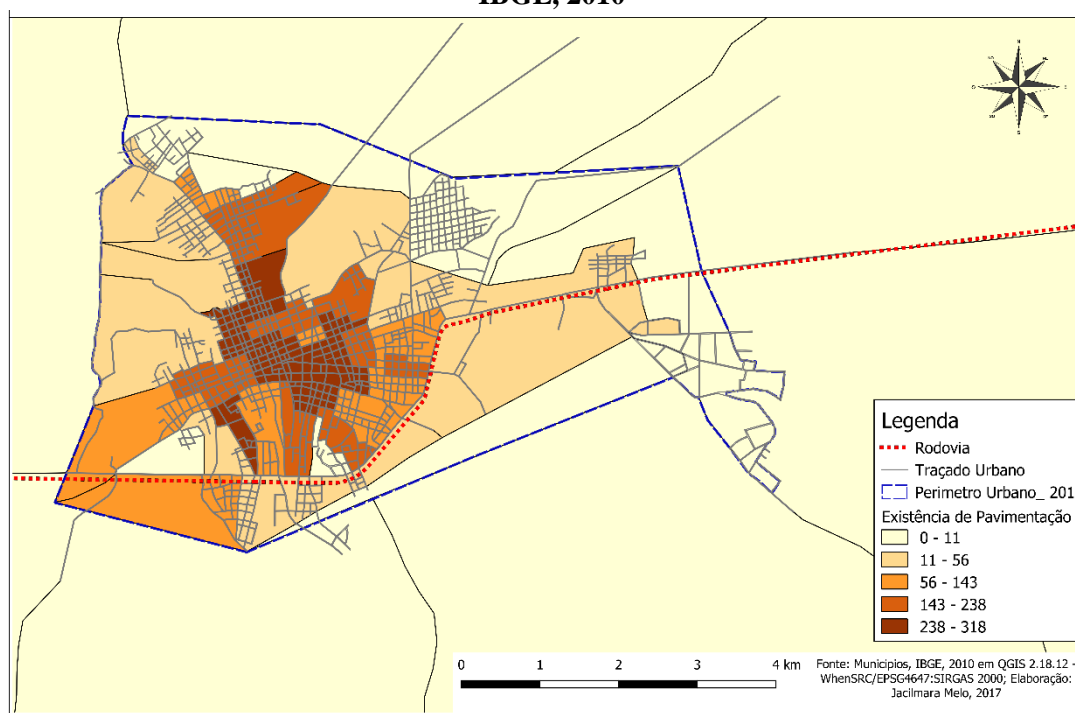 IBGE, 2010
Legenda
Rodovia
Traçado Urbano
Perimetro Urbano_ 201
Existência de Pavimentação
0 - 11
11 - 56
56 - 143
143 - 238
238 - 318
0 1 2 3 4 km
Fonte: Municipios, IBGE, 2010 em QGIS 2.18.12 -
WhenSRC/EPSG4647:SIRGAS 2000; Elaboração:
Jacilmara Melo, 2017